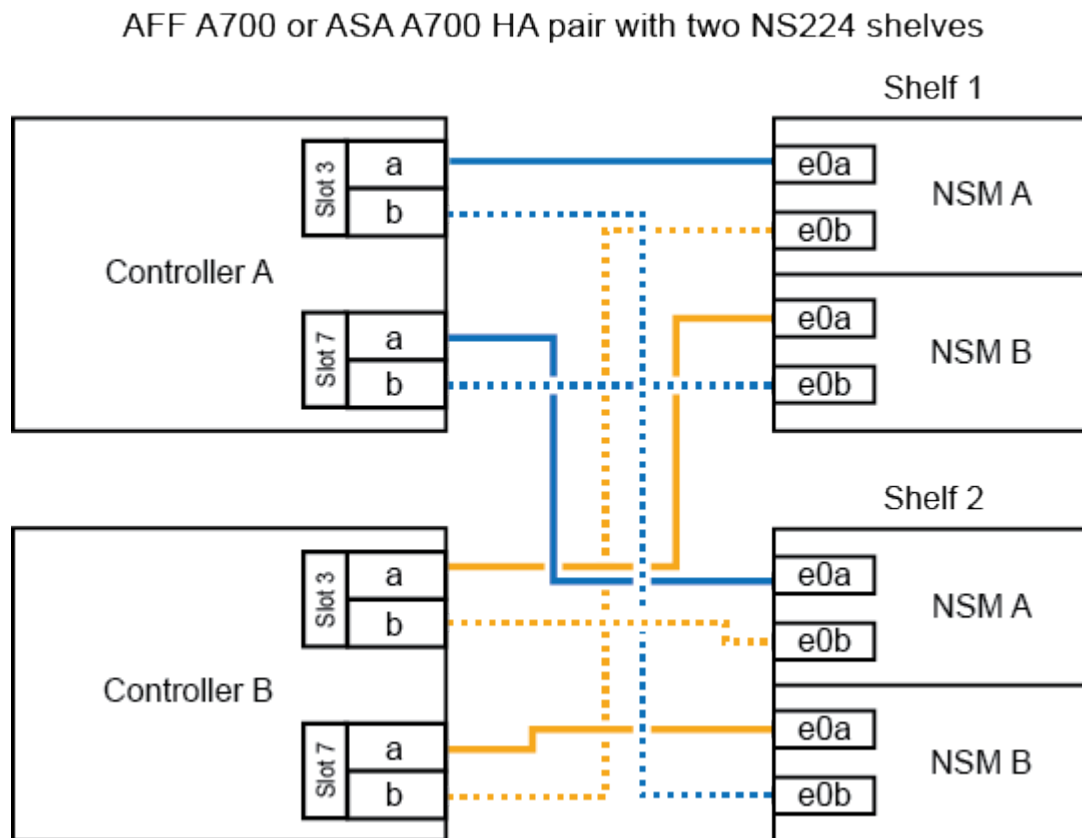 AFF A700 or ASA A700 HA pair with two NS224 shelves
Shelf 1
Controller A
Slot 3
a
b
Slot 7
a
b
e0a
e0b
NSM A
e0a
e0b
NSM B
Shelf 2
Controller B
Slot 3
a
b
Slot 7
a
b
e0a
e0b
NSM A
e0a
e0b
NSM B